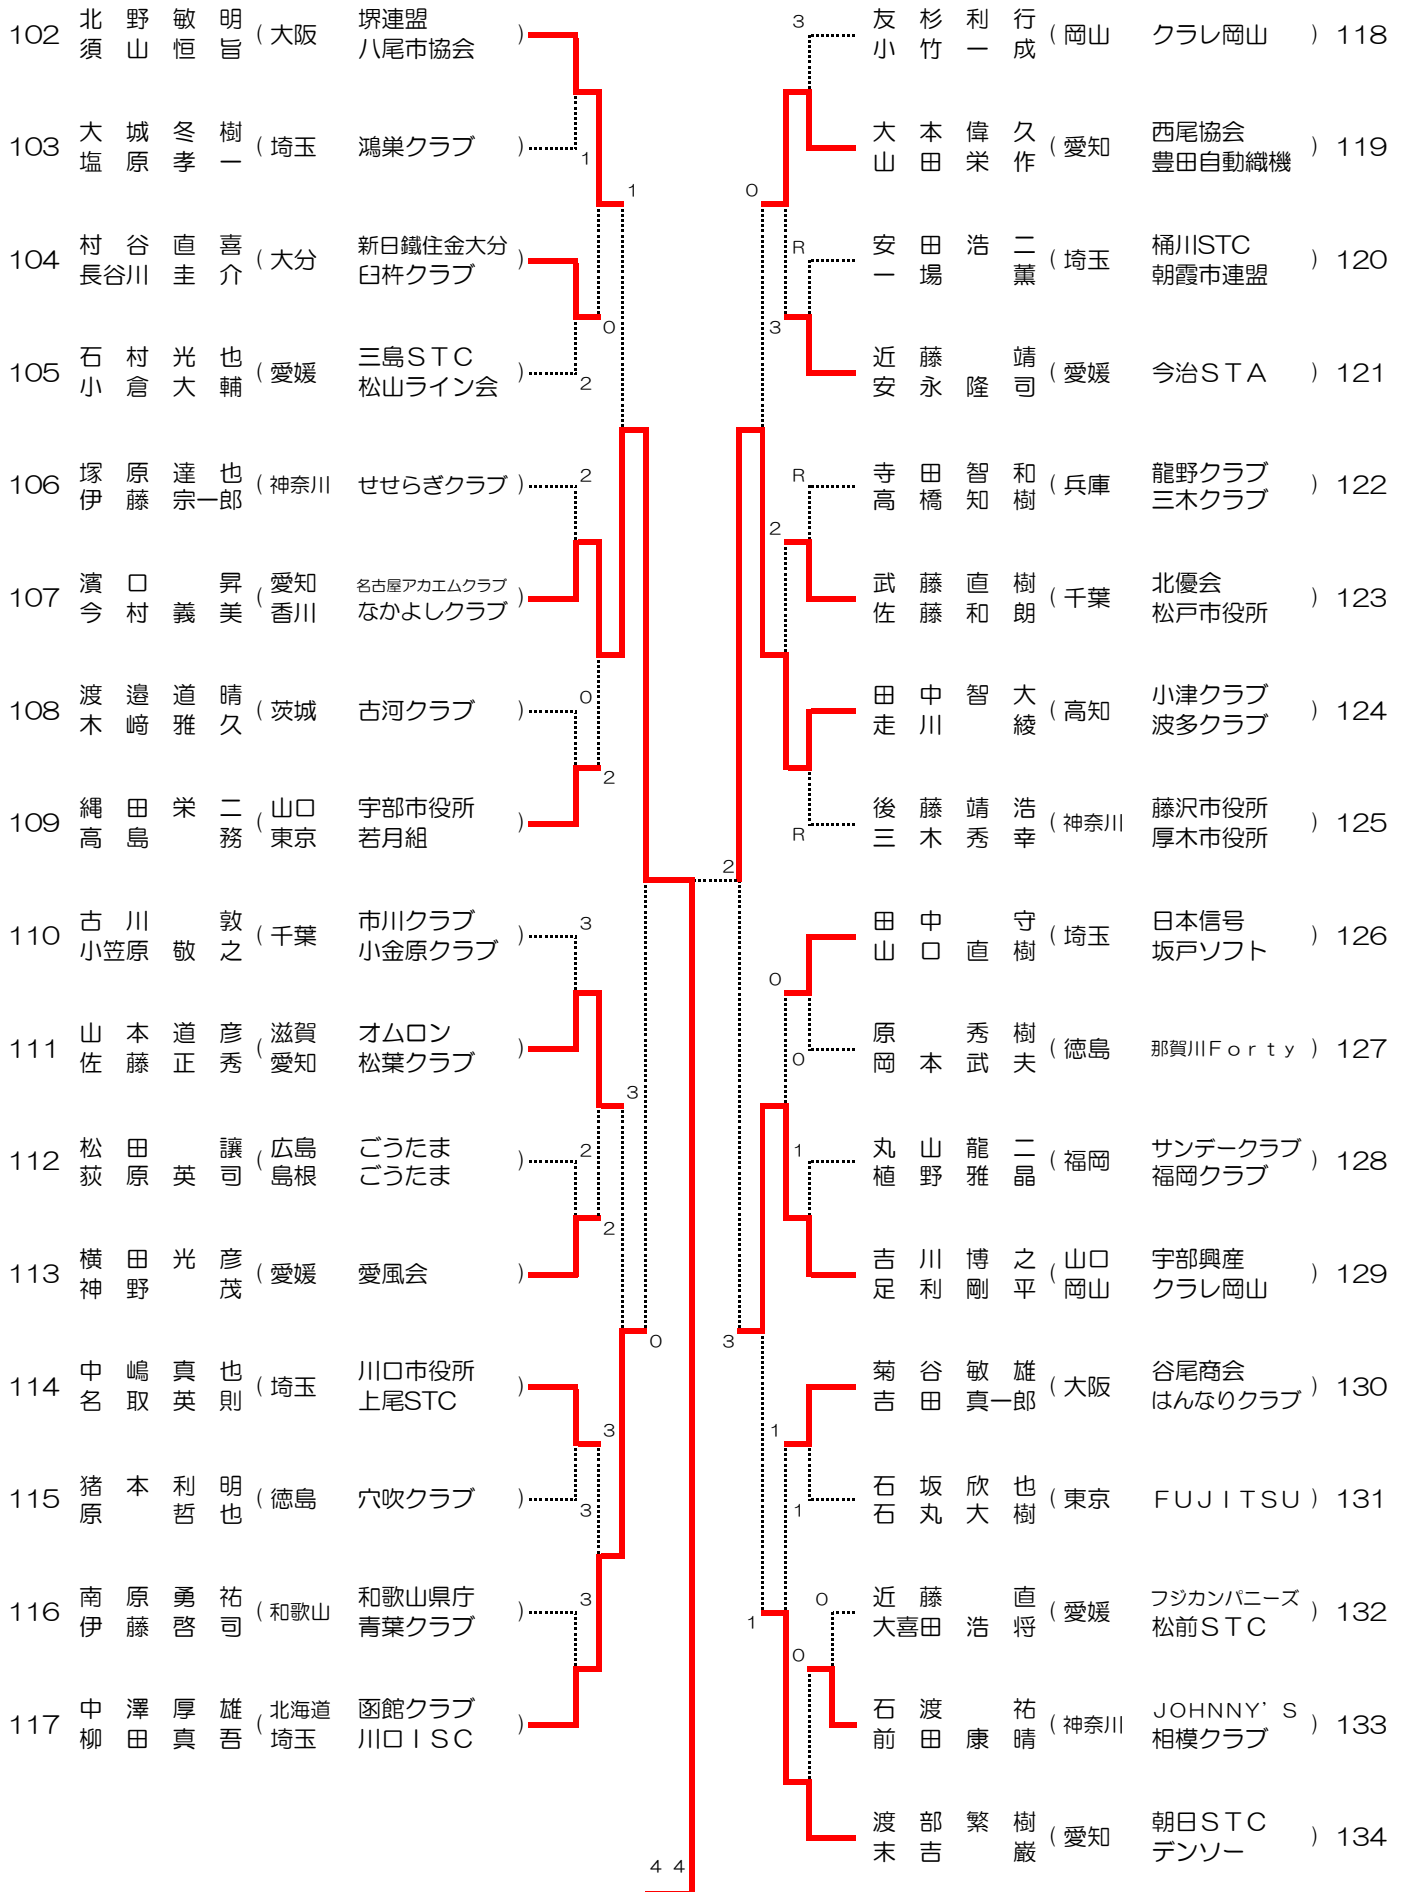 102 北野敏明 (大阪 堺連盟)
須山恒旨 八尾市協会
1
103 大城冬樹 (埼玉 鴻巣クラブ)
塩原孝一
1
104 村谷直喜 (大分 新日鐵住金大分)
長谷川圭介 臼杵クラブ
0
105 石村光也 (愛媛 三島STC)
小倉大輔 松山ライン会
2
106 塚原達也 (神奈川 せせらぎクラブ)
伊藤宗一郎
2
107 濱口昇 (愛知 名古屋アカエムクラブ)
今村義美 香川 なかよしクラブ
108 渡邉道晴 (茨城 古河クラブ)
木﨑雅久
0
2
109 縄田栄二 (山口 宇部市役所)
高島務 東京 若月組
110 古川敦 (千葉 市川クラブ)
小笠原敬之 小金原クラブ
3
111 山本道彦 (滋賀 オムロン)
佐藤正秀 愛知 松葉クラブ
3
112 松田讓 (広島 ごうたま)
荻原英司 島根 ごうたま
2
2
113 横田光彦 (愛媛 愛風会)
神野茂
0
114 中嶋真也 (埼玉 川口市役所)
名取英則 上尾STC
3
115 猪本利明 (徳島 穴吹クラブ)
原哲也
3
116 南原勇祐 (和歌山 和歌山県庁)
伊藤啓司 青葉クラブ
3
117 中澤厚雄 (北海道 函館クラブ)
柳田真吾 埼玉 川口ISC
4 4
2
3
友杉利行 (岡山 クラレ岡山) 118
小竹一成
大本偉久 (愛知 西尾協会) 119
山田栄作 豊田自動織機
0
R
安田浩二 (埼玉 桶川STC) 120
一場薫 朝霞市連盟
3
近藤靖 (愛媛 今治STA) 121
安永隆司
R
寺田智和 (兵庫 龍野クラブ) 122
高橋知樹 三木クラブ
2
武藤直樹 (千葉 北優会) 123
佐藤和朗 松戸市役所
田中智大 (高知 小津クラブ) 124
走川綾 波多クラブ
R
後藤靖浩 (神奈川 藤沢市役所) 125
三木秀幸 厚木市役所
田中守 (埼玉 日本信号) 126
山口直樹 坂戸ソフト
0
原秀樹 (徳島 那賀川Forty) 127
岡本武夫
0
1
丸山龍二 (福岡 サンデークラブ) 128
植野雅晶 福岡クラブ
吉川博之 (山口 宇部興産) 129
足利剛平 岡山 クラレ岡山
3
菊谷敏雄 (大阪 谷尾商会) 130
吉田真一郎 はんなりクラブ
1
石坂欣也 (東京 FUJITSU) 131
石丸大樹
1
0
近藤直 (愛媛 フジカンパニーズ) 132
大喜田浩将 松前STC
1
0
石渡祐 (神奈川 JOHNNY'S) 133
前田康晴 相模クラブ
渡部繁樹 (愛知 朝日STC) 134
末吉巌 デンソー